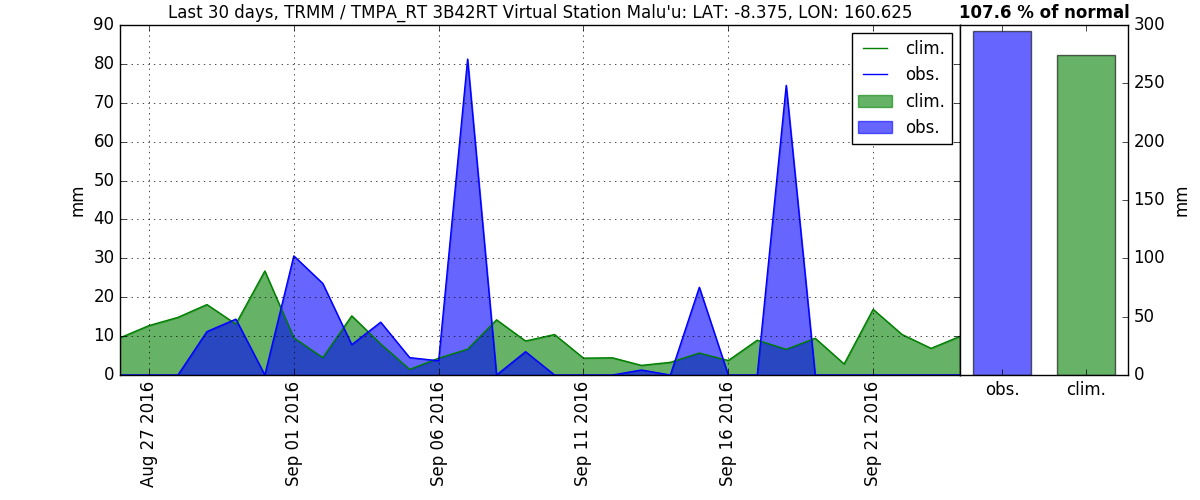 Last 30 days, TRMM / TMPA_RT 3B42RT Virtual Station Malu'u: LAT: -8.375, LON: 160.625
107.6 % of normal
90
80
70
60
50
40
30
20
10
0
mm
clim.
obs.
clim.
obs.
Aug 27 2016
Sep 01 2016
Sep 06 2016
Sep 11 2016
Sep 16 2016
Sep 21 2016
300
250
200
150
100
50
0
mm
obs.
clim.